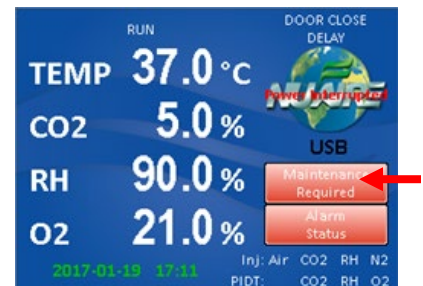 RUN
DOOR CLOSE
DELAY
TEMP 37.0 °C
NUAIRE
Power Interrupted
CO2 5.0 %
USB
RH 90.0 %
Maintenance
Required
O2 21.0 %
Alarm
Status
2017-01-19 17:11
Inj: Air CO2 RH N2
PIDT: CO2 RH O2